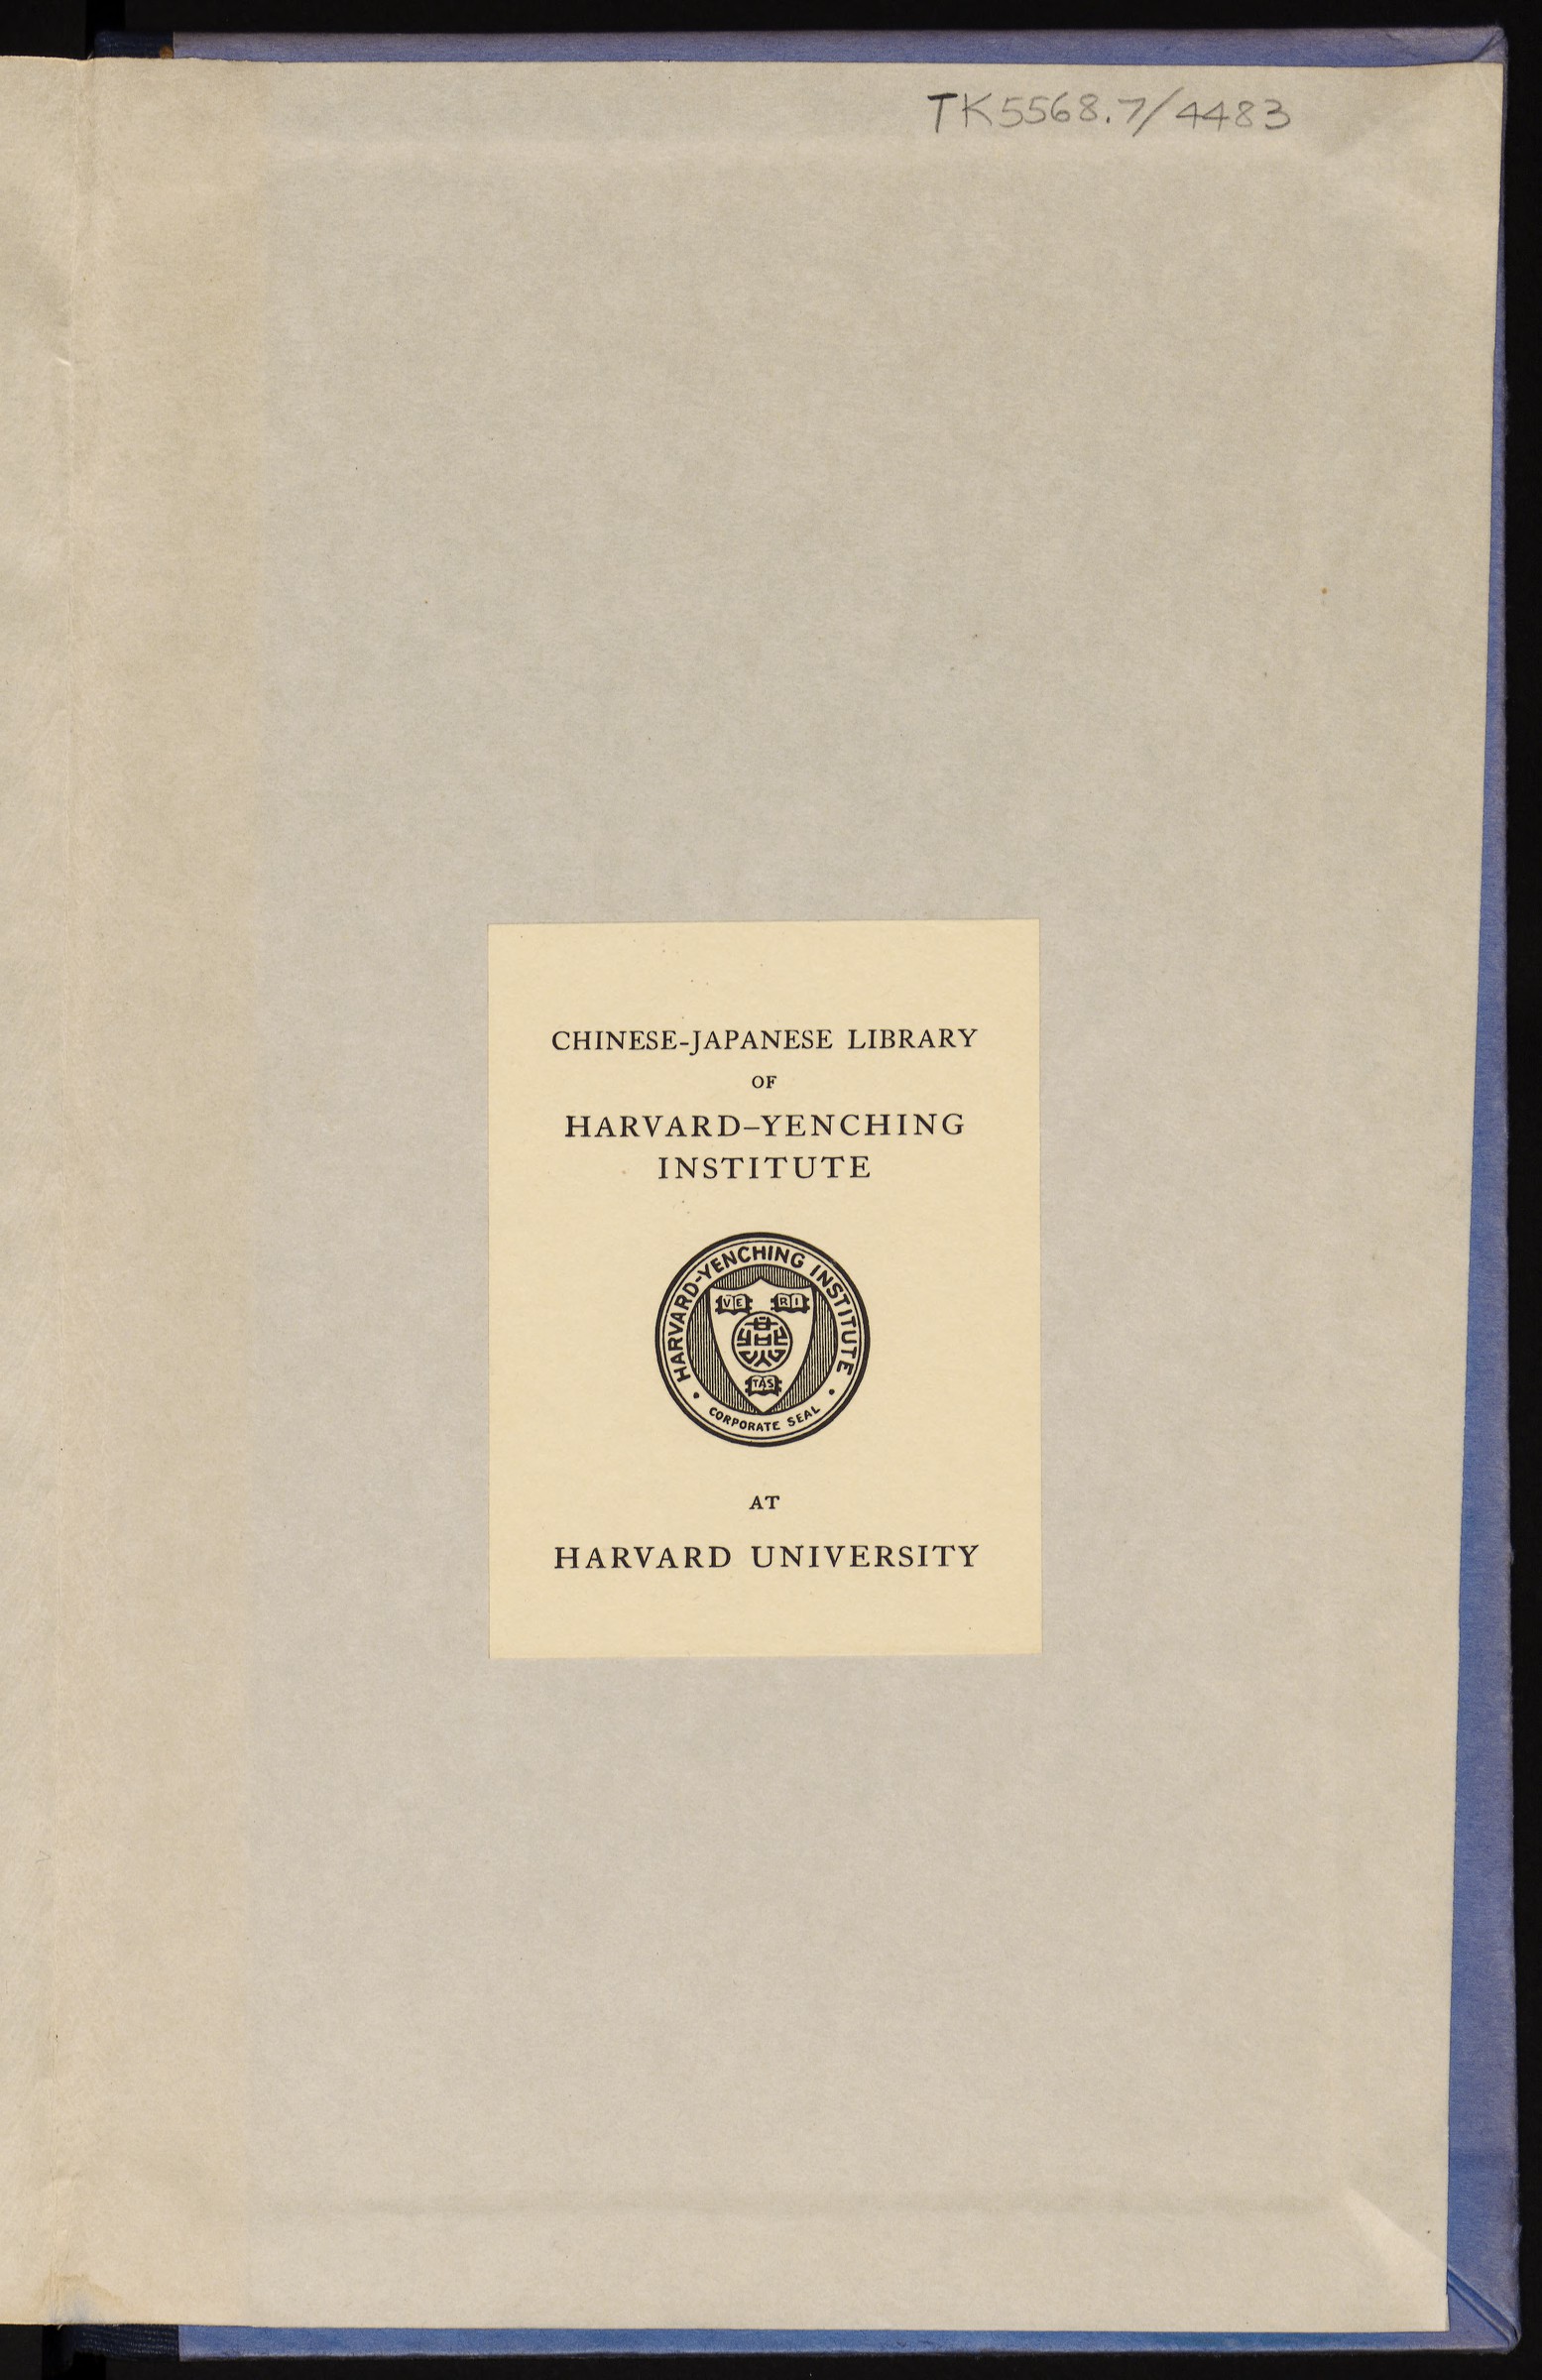 TK5568.7/4483
CHINESE-JAPANESE LIBRARY
OF
HARVARD–YENCHING
INSTITUTE
HARVARD-YENCHING INSTITUTE
VE RI
TAS
• CORPORATE SEAL •
AT
HARVARD UNIVERSITY